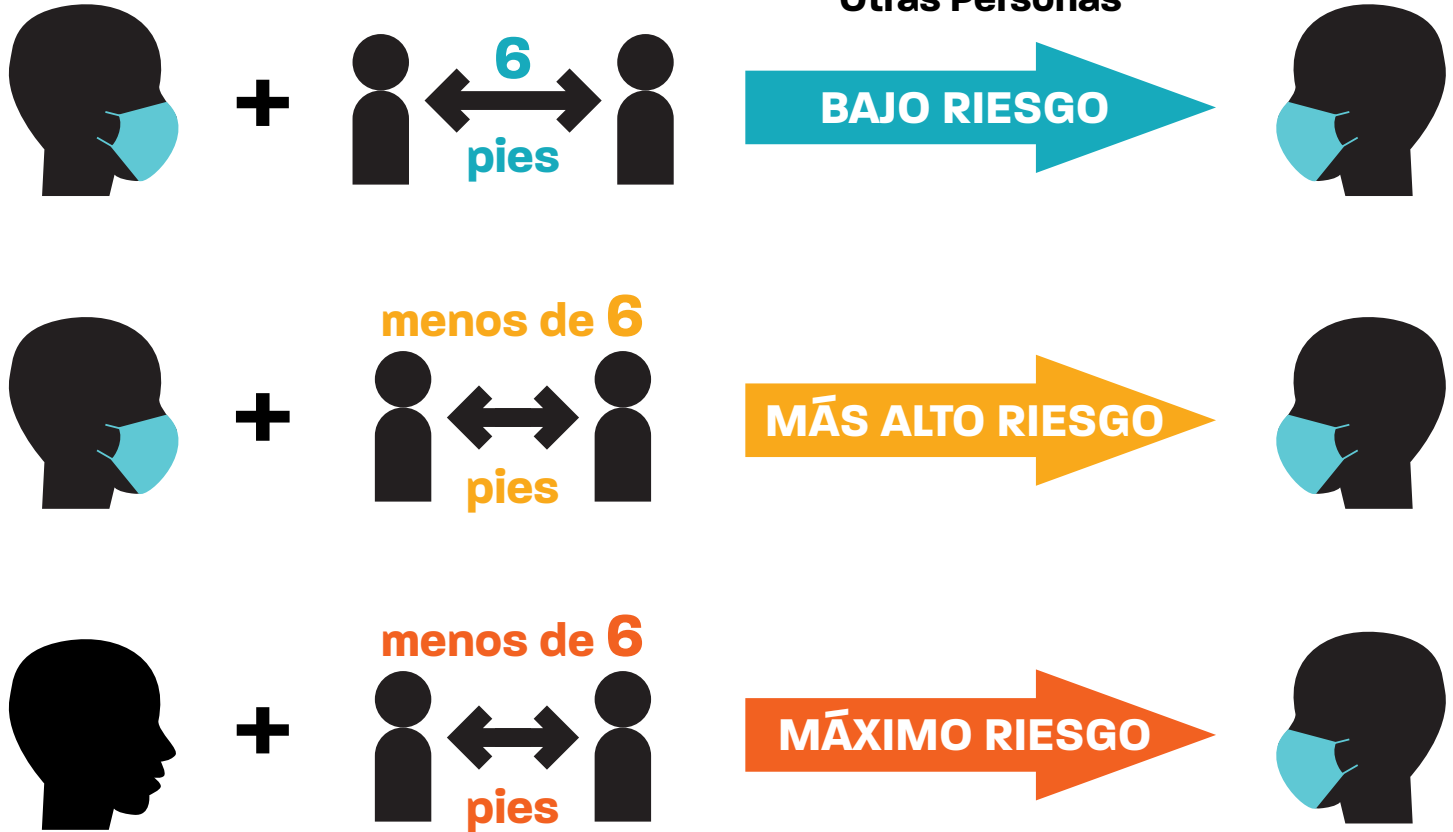 Otras Personas
6
pies
BAJO RIESGO
menos de 6
pies
MÁS ALTO RIESGO
menos de 6
pies
MÁXIMO RIESGO